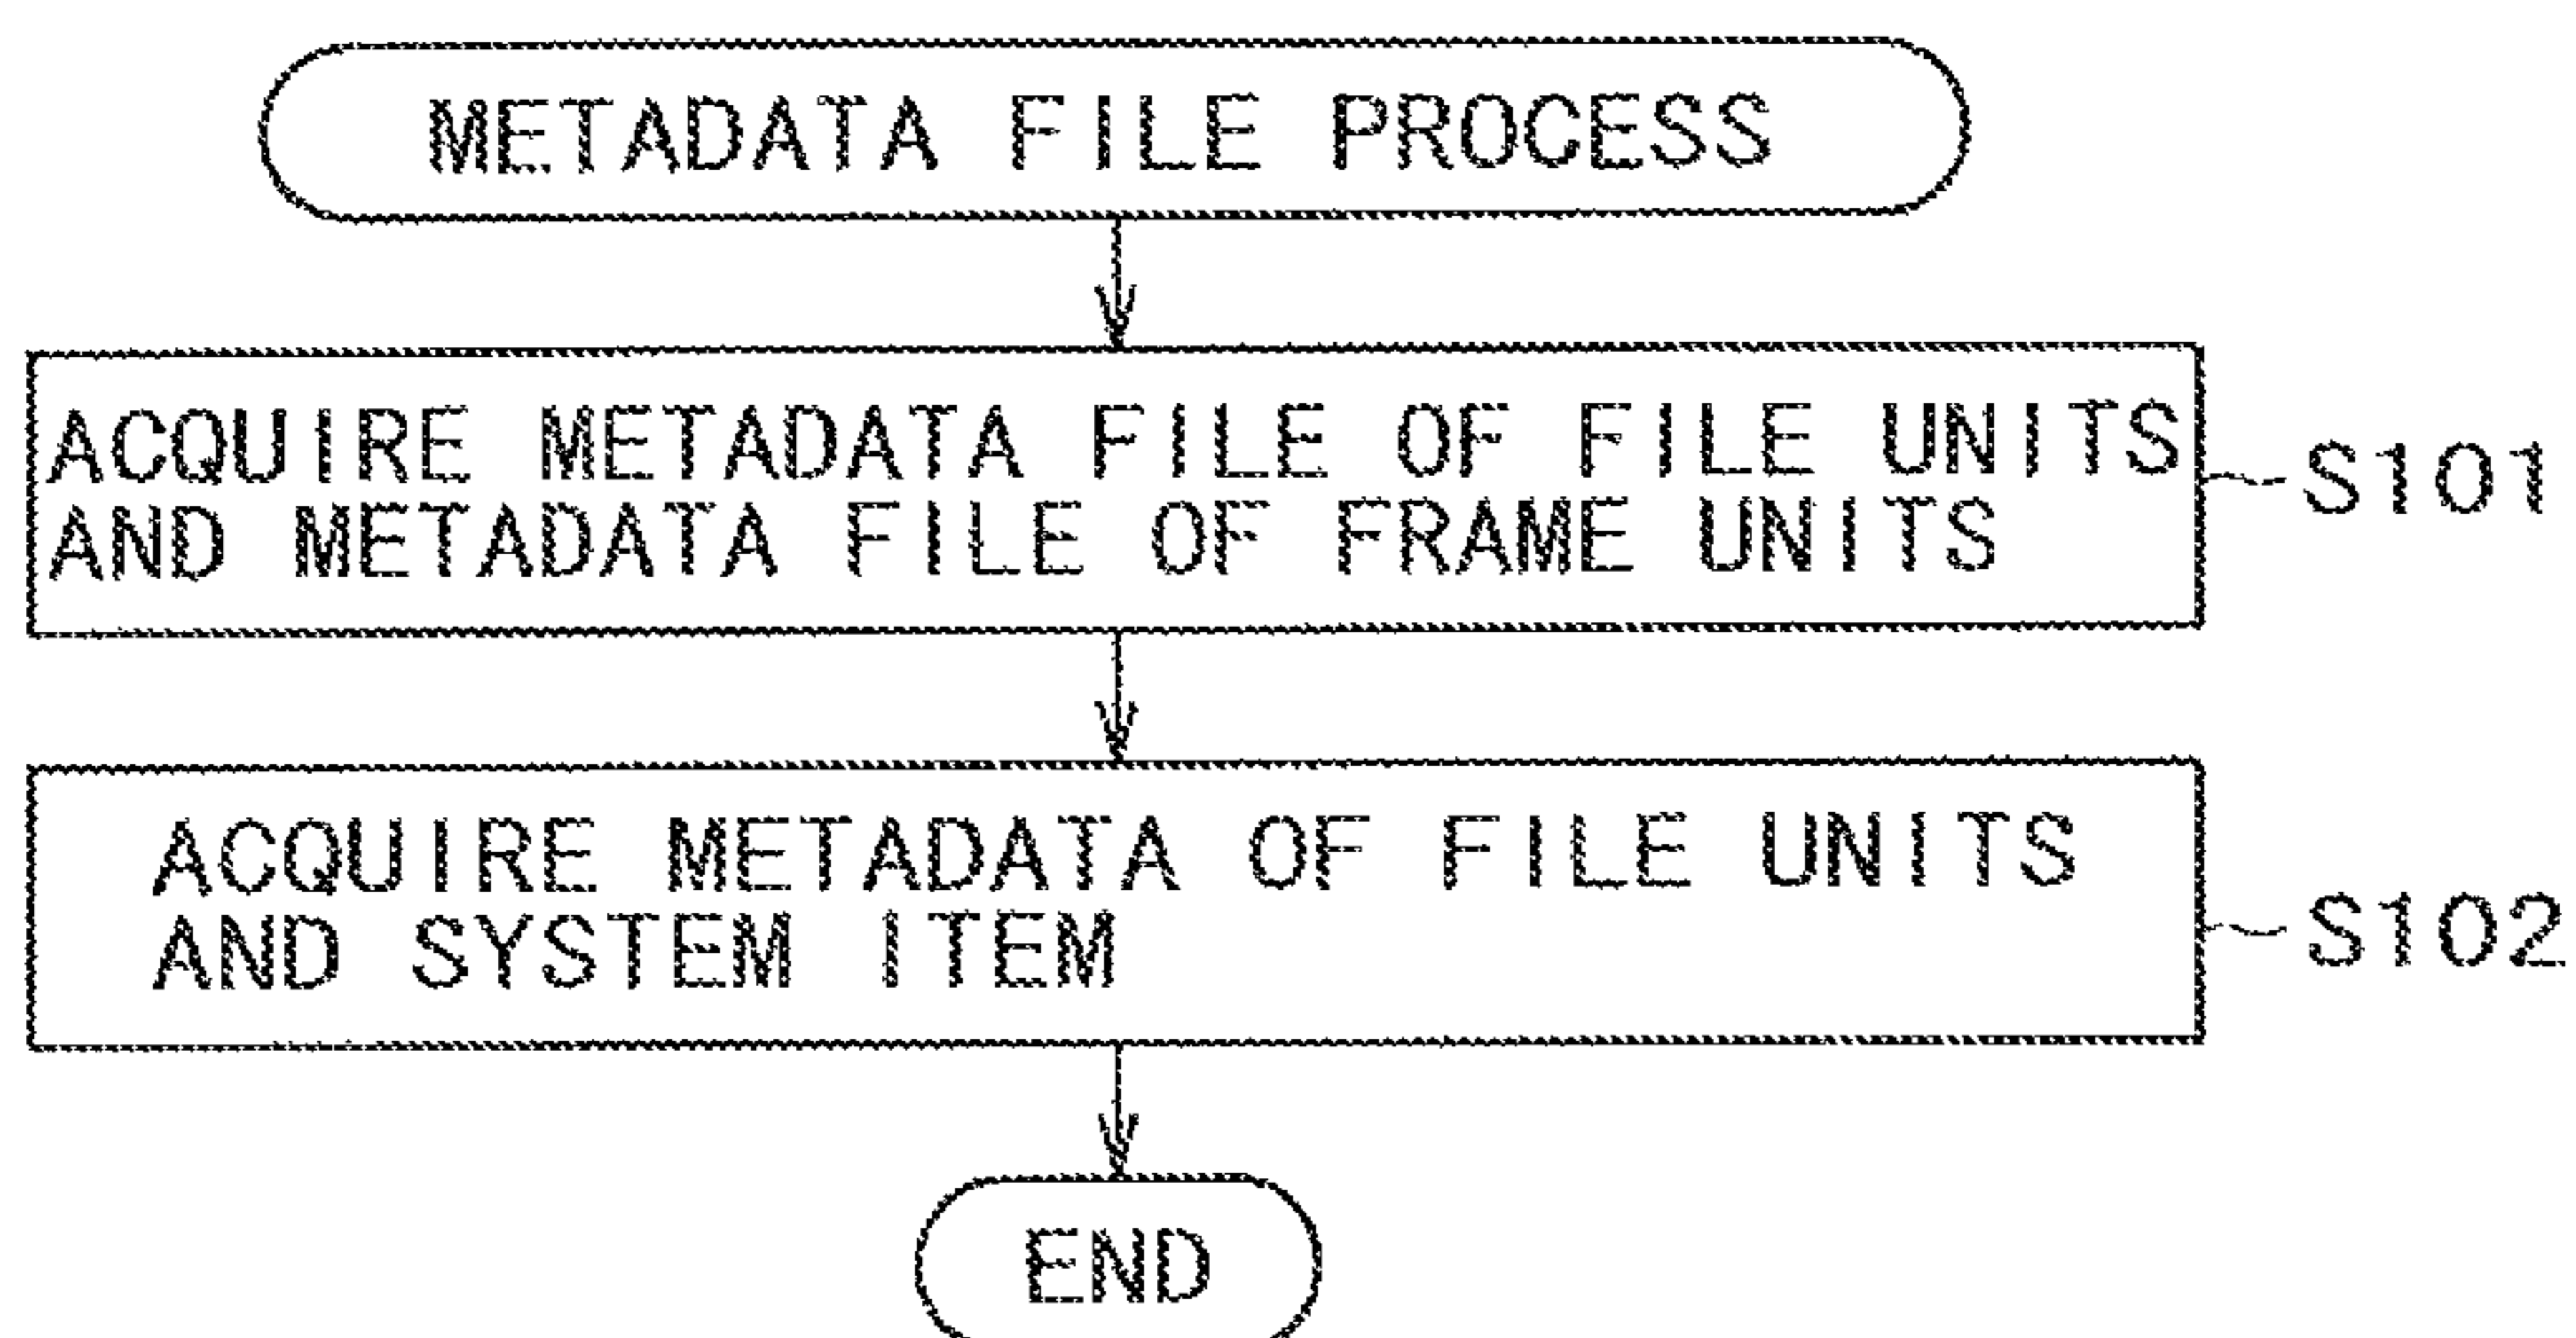 METADATA FILE PROCESS
ACQUIRE METADATA FILE OF FILE UNITS
AND METADATA FILE OF FRAME UNITS
S101
ACQUIRE METADATA OF FILE UNITS
AND SYSTEM ITEM
S102
END